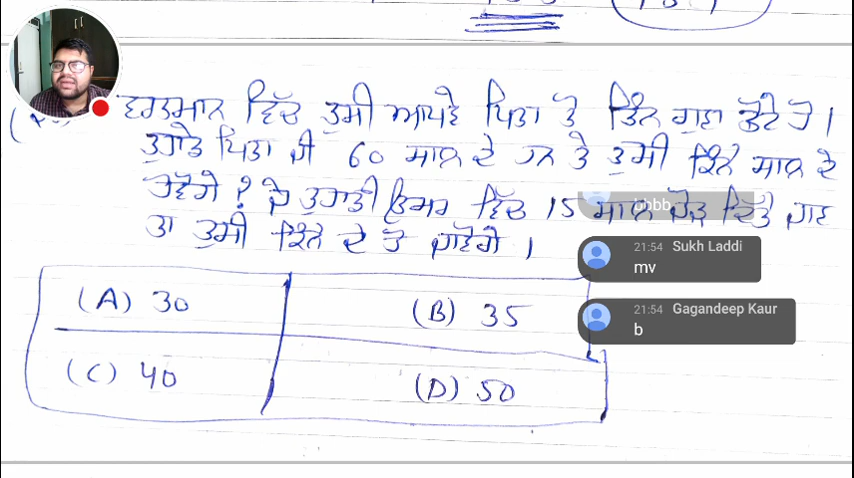 ਵਰਤਮਾਨ ਵਿੱਚ ਤੁਸੀ ਆਪਣੇ ਪਿਤਾ ਤੋ ਤਿੰਨ ਗੁਣਾ ਛੋਟੇ ਹੋ।
ਤੁਹਾਡੇ ਪਿਤਾ ਜੀ 60 ਸਾਲ ਦੇ ਹਨ ਤੇ ਤੁਸੀ ਕਿੰਨੇ ਸਾਲ ਦੇ
ਹੋਵੋਗੇ ? ਜੇ ਤੁਹਾਡੀ ਉਮਰ ਵਿੱਚ 15 ਸਾਲ ਜੋੜ ਦਿੱਤੇ ਜਾਣ
ਤਾ ਤੁਸੀ ਕਿੰਨੇ ਦੇ ਹੋ ਜਾਵੋਗੇ ।
21:54 Sukh Laddi
mv
(A) 30
(B) 35
21:54 Gagandeep Kaur
b
(C) 40
(D) 50